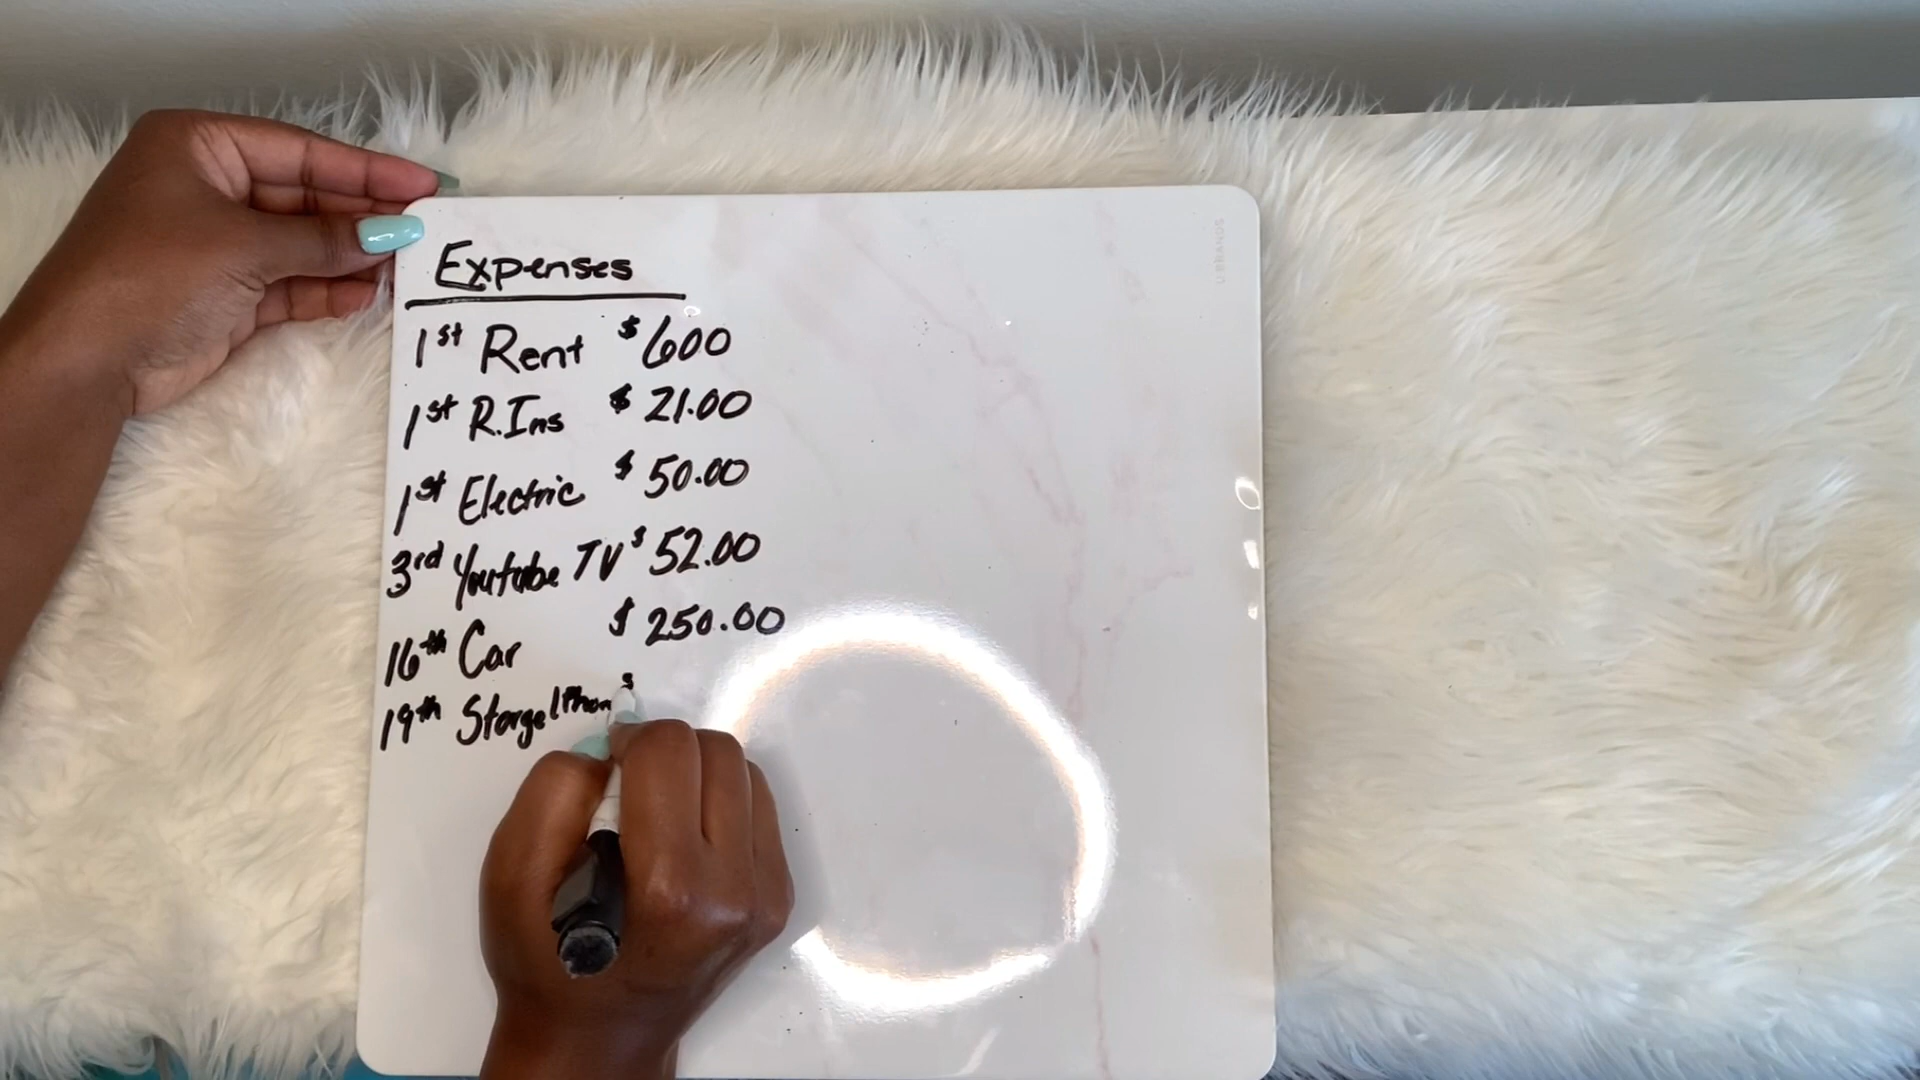 Expenses
1st Rent $600
1st R.Ins $ 21.00
1st Electric $ 50.00
3rd Youtube TV $ 52.00
16th Car $ 250.00
19th Storge $
U BRANDS